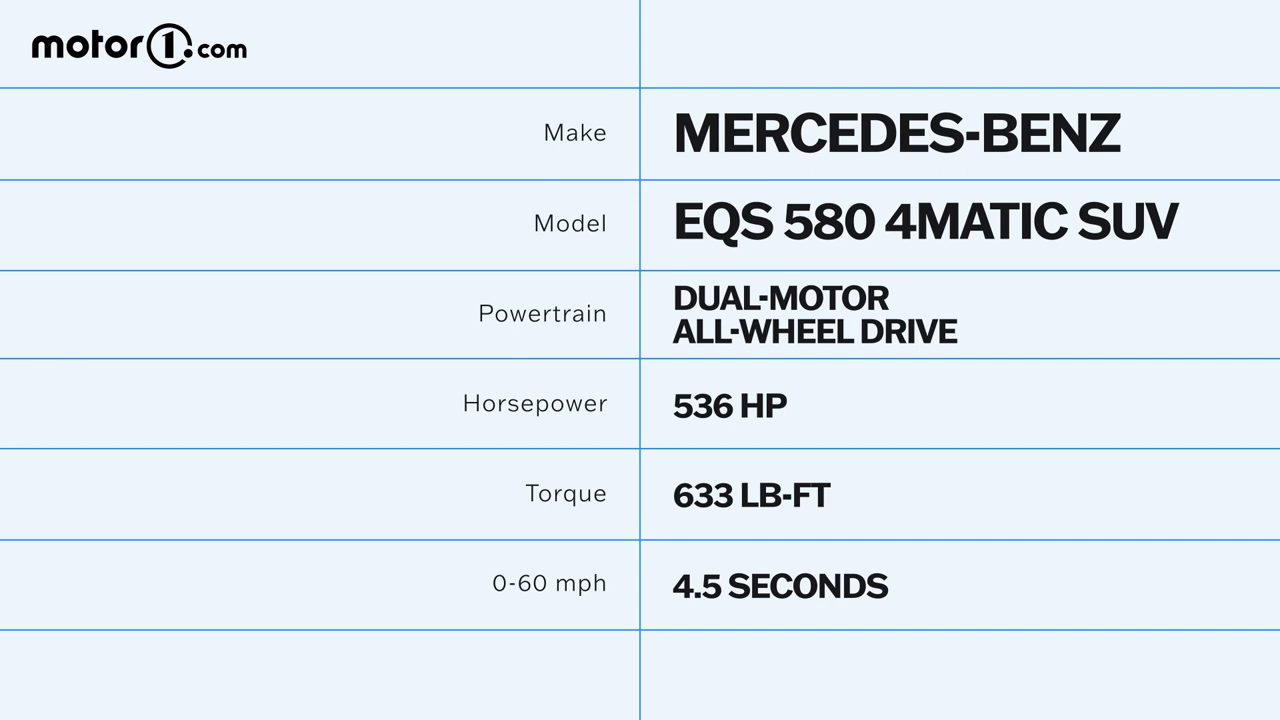 motor1.com
Make
MERCEDES-BENZ
Model
EQS 580 4MATIC SUV
Powertrain
DUAL-MOTOR
ALL-WHEEL DRIVE
Horsepower
536 HP
Torque
633 LB-FT
0-60 mph
4.5 SECONDS